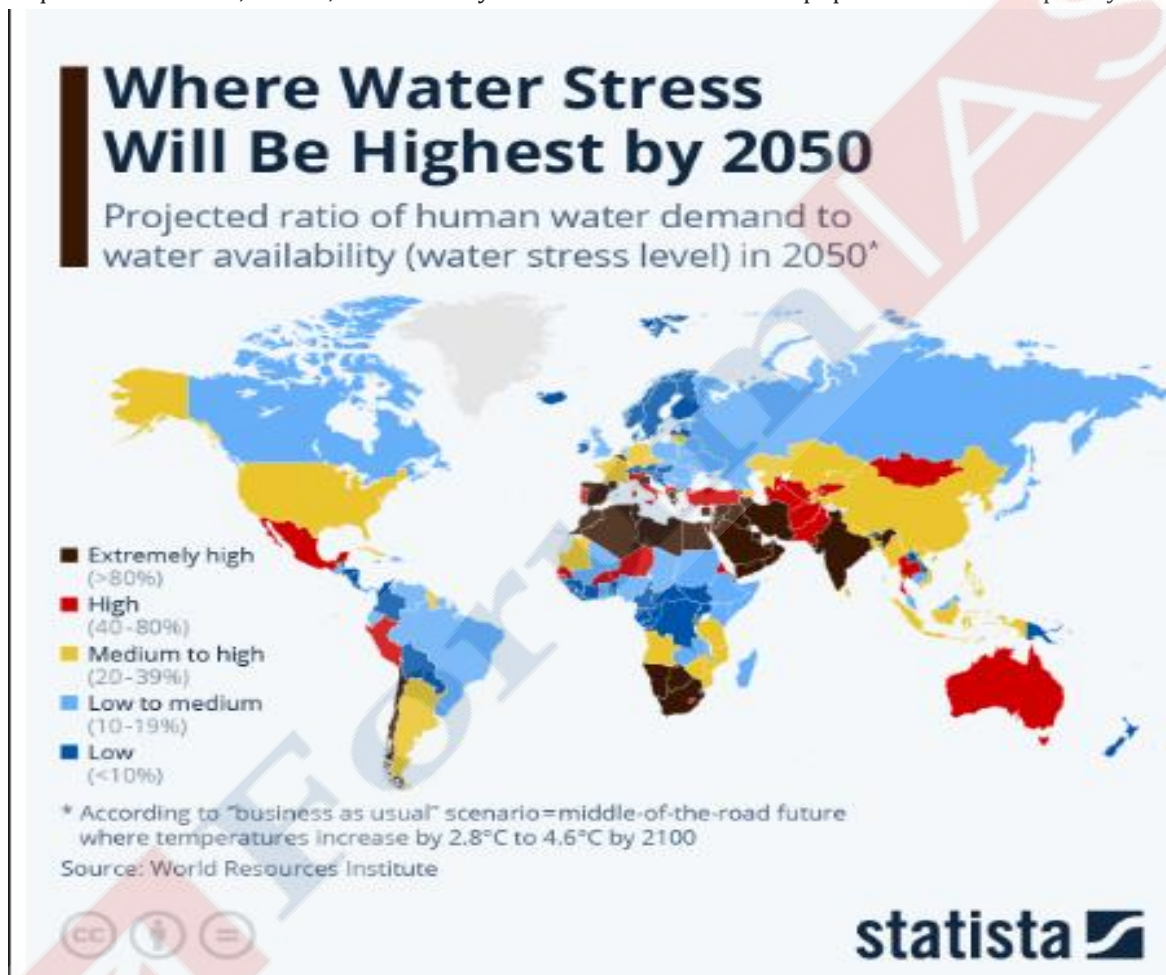 Where Water Stress
Will Be Highest by 2050
Projected ratio of human water demand to
water availability (water stress level) in 2050*
Extremely high
(>80%)
High
(40-80%)
Medium to high
(20-39%)
Low to medium
(10-19%)
Low
(<10%)
* According to "business as usual" scenario=middle-of-the-road future
where temperatures increase by 2.8°C to 4.6°C by 2100
Source: World Resources Institute
cc
statista
ForumIAS